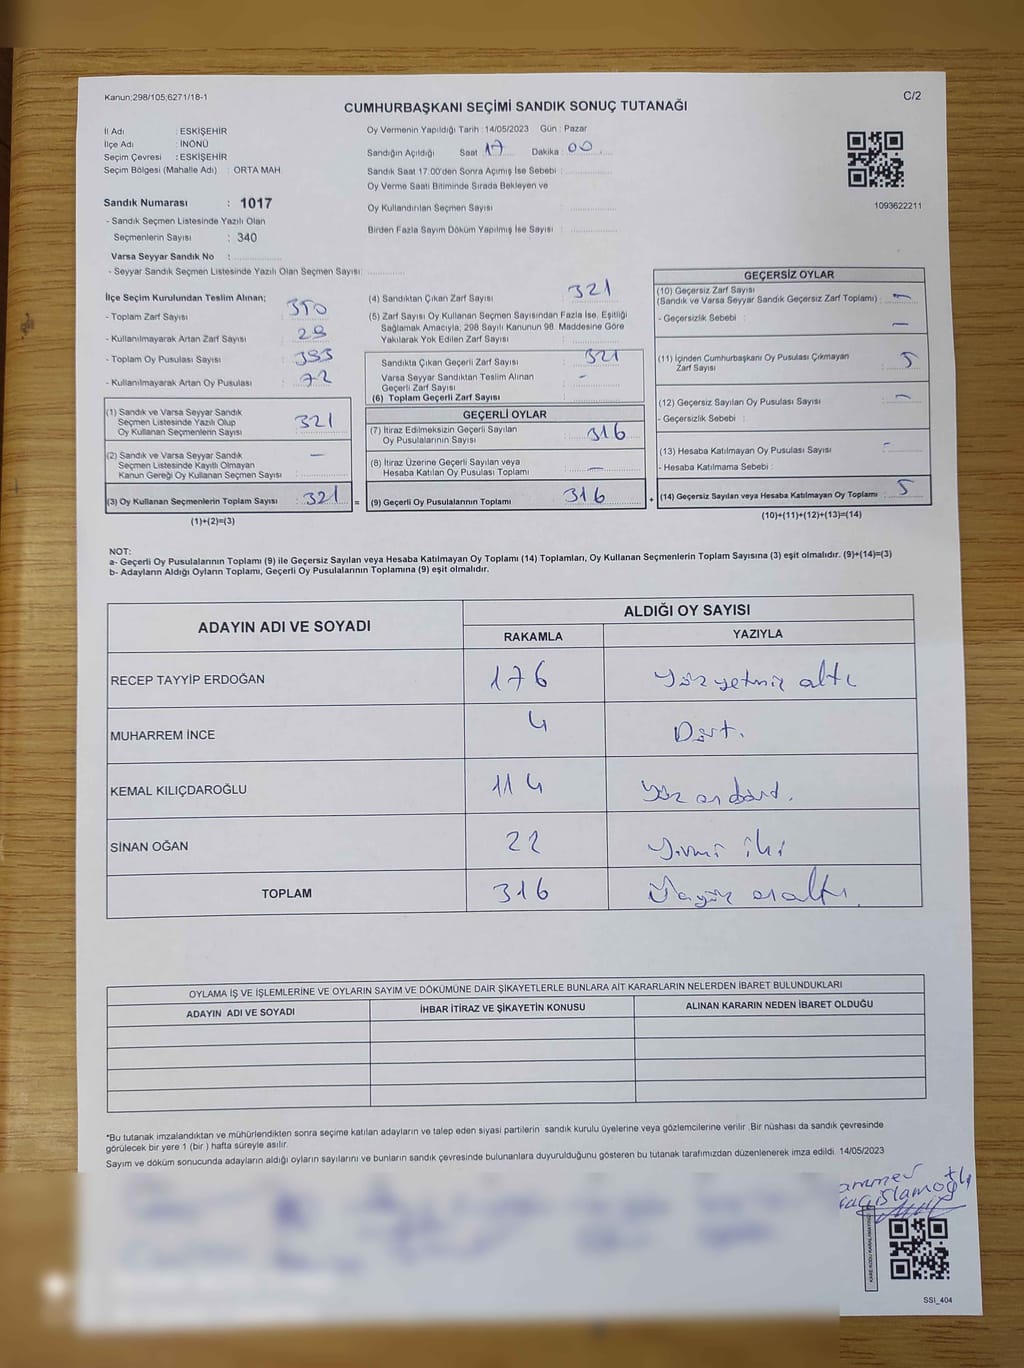 Kanun;298/105;6271/18-1
C/2
CUMHURBAŞKANI SEÇİMİ SANDIK SONUÇ TUTANAĞI
İl Adı : ESKİŞEHİR
İlçe Adı : İNÖNÜ
Seçim Çevresi : ESKİŞEHİR
Seçim Bölgesi (Mahalle Adı) : ORTA MAH.
Sandık Numarası : 1017
- Sandık Seçmen Listesinde Yazılı Olan
Seçmenlerin Sayısı : 340
Varsa Seyyar Sandık No :
- Seyyar Sandık Seçmen Listesinde Yazılı Olan Seçmen Sayısı:
Oy Vermenin Yapıldığı Tarih : 14/05/2023 Gün : Pazar
Sandığın Açıldığı Saat 17 Dakika : 00
Sandık Saat 17:00'den Sonra Açımış İse Sebebi :
Oy Verme Saati Bitiminde Sırada Bekleyen ve
Oy Kullandırılan Seçmen Sayısı :
Birden Fazla Sayım Döküm Yapılmış İse Sayısı :
1093622211
İlçe Seçim Kurulundan Teslim Alınan;
- Toplam Zarf Sayısı : 350
- Kullanılmayarak Artan Zarf Sayısı : 29
- Toplam Oy Pusulası Sayısı : 393
- Kullanılmayarak Artan Oy Pusulası : 72
(1) Sandık ve Varsa Seyyar Sandık
Seçmen Listesinde Yazılı Olup
Oy Kullanan Seçmenlerin Sayısı : 321
(2) Sandık ve Varsa Seyyar Sandık
Seçmen Listesinde Kayıtlı Olmayan
Kanun Gereği Oy Kullanan Seçmen Sayısı : –
(3) Oy Kullanan Seçmenlerin Toplam Sayısı : 321 =
(1)+(2)=(3)
(4) Sandıktan Çıkan Zarf Sayısı : 321
(5) Zarf Sayısı Oy Kullanan Seçmen Sayısından Fazla İse, Eşitliği
Sağlamak Amacıyla, 298 Sayılı Kanunun 98. Maddesine Göre
Yakılarak Yok Edilen Zarf Sayısı :
Sandıkta Çıkan Geçerli Zarf Sayısı : 321
Varsa Seyyar Sandıktan Teslim Alınan
Geçerli Zarf Sayısı : -
(6) Toplam Geçerli Zarf Sayısı
GEÇERLİ OYLAR
(7) İtiraz Edilmeksizin Geçerli Sayılan
Oy Pusulalarının Sayısı : 316
(8) İtiraz Üzerine Geçerli Sayılan veya
Hesaba Katılan Oy Pusulası Toplamı : –
(9) Geçerli Oy Pusulalarının Toplamı : 316 +
GEÇERSİZ OYLAR
(10) Geçersiz Zarf Sayısı
(Sandık ve Varsa Seyyar Sandık Geçersiz Zarf Toplamı) : –
- Geçersizlik Sebebi : –
(11) İçinden Cumhurbaşkanı Oy Pusulası Çıkmayan
Zarf Sayısı : 5
(12) Geçersiz Sayılan Oy Pusulası Sayısı : –
- Geçersizlik Sebebi :
(13) Hesaba Katılmayan Oy Pusulası Sayısı : -
- Hesaba Katılmama Sebebi :
(14) Geçersiz Sayılan veya Hesaba Katılmayan Oy Toplamı : 5
(10)+(11)+(12)+(13)=(14)
NOT:
a- Geçerli Oy Pusulalarının Toplamı (9) ile Geçersiz Sayılan veya Hesaba Katılmayan Oy Toplamı (14) Toplamları, Oy Kullanan Seçmenlerin Toplam Sayısına (3) eşit olmalıdır. (9)+(14)=(3)
b- Adayların Aldığı Oyların Toplamı, Geçerli Oy Pusulalarının Toplamına (9) eşit olmalıdır.
ADAYIN ADI VE SOYADI ALDIĞI OY SAYISI
RAKAMLA YAZIYLA
RECEP TAYYİP ERDOĞAN 176 Yüz yetmiş altı
MUHARREM İNCE 4 Dört.
KEMAL KILIÇDAROĞLU 114 Yüz on dört.
SİNAN OĞAN 22 Yirmi iki
TOPLAM 316 Üçyüz onaltı.
OYLAMA İŞ VE İŞLEMLERİNE VE OYLARIN SAYIM VE DÖKÜMÜNE DAİR ŞİKAYETLERLE BUNLARA AİT KARARLARIN NELERDEN İBARET BULUNDUKLARI
ADAYIN ADI VE SOYADI İHBAR İTİRAZ VE ŞİKAYETİN KONUSU ALINAN KARARIN NEDEN İBARET OLDUĞU
*Bu tutanak imzalandıktan ve mühürlendikten sonra seçime katılan adayların ve talep eden siyasi partilerin sandık kurulu üyelerine veya gözlemcilerine verilir .Bir nüshası da sandık çevresinde
görülecek bir yere 1 (bir ) hafta süreyle asılır.
Sayım ve döküm sonucunda adayların aldığı oyların sayılarını ve bunların sandık çevresinde bulunanlara duyurulduğunu gösteren bu tutanak tarafımızdan düzenlenerek imza edildi. 14/05/2023
SSI_404